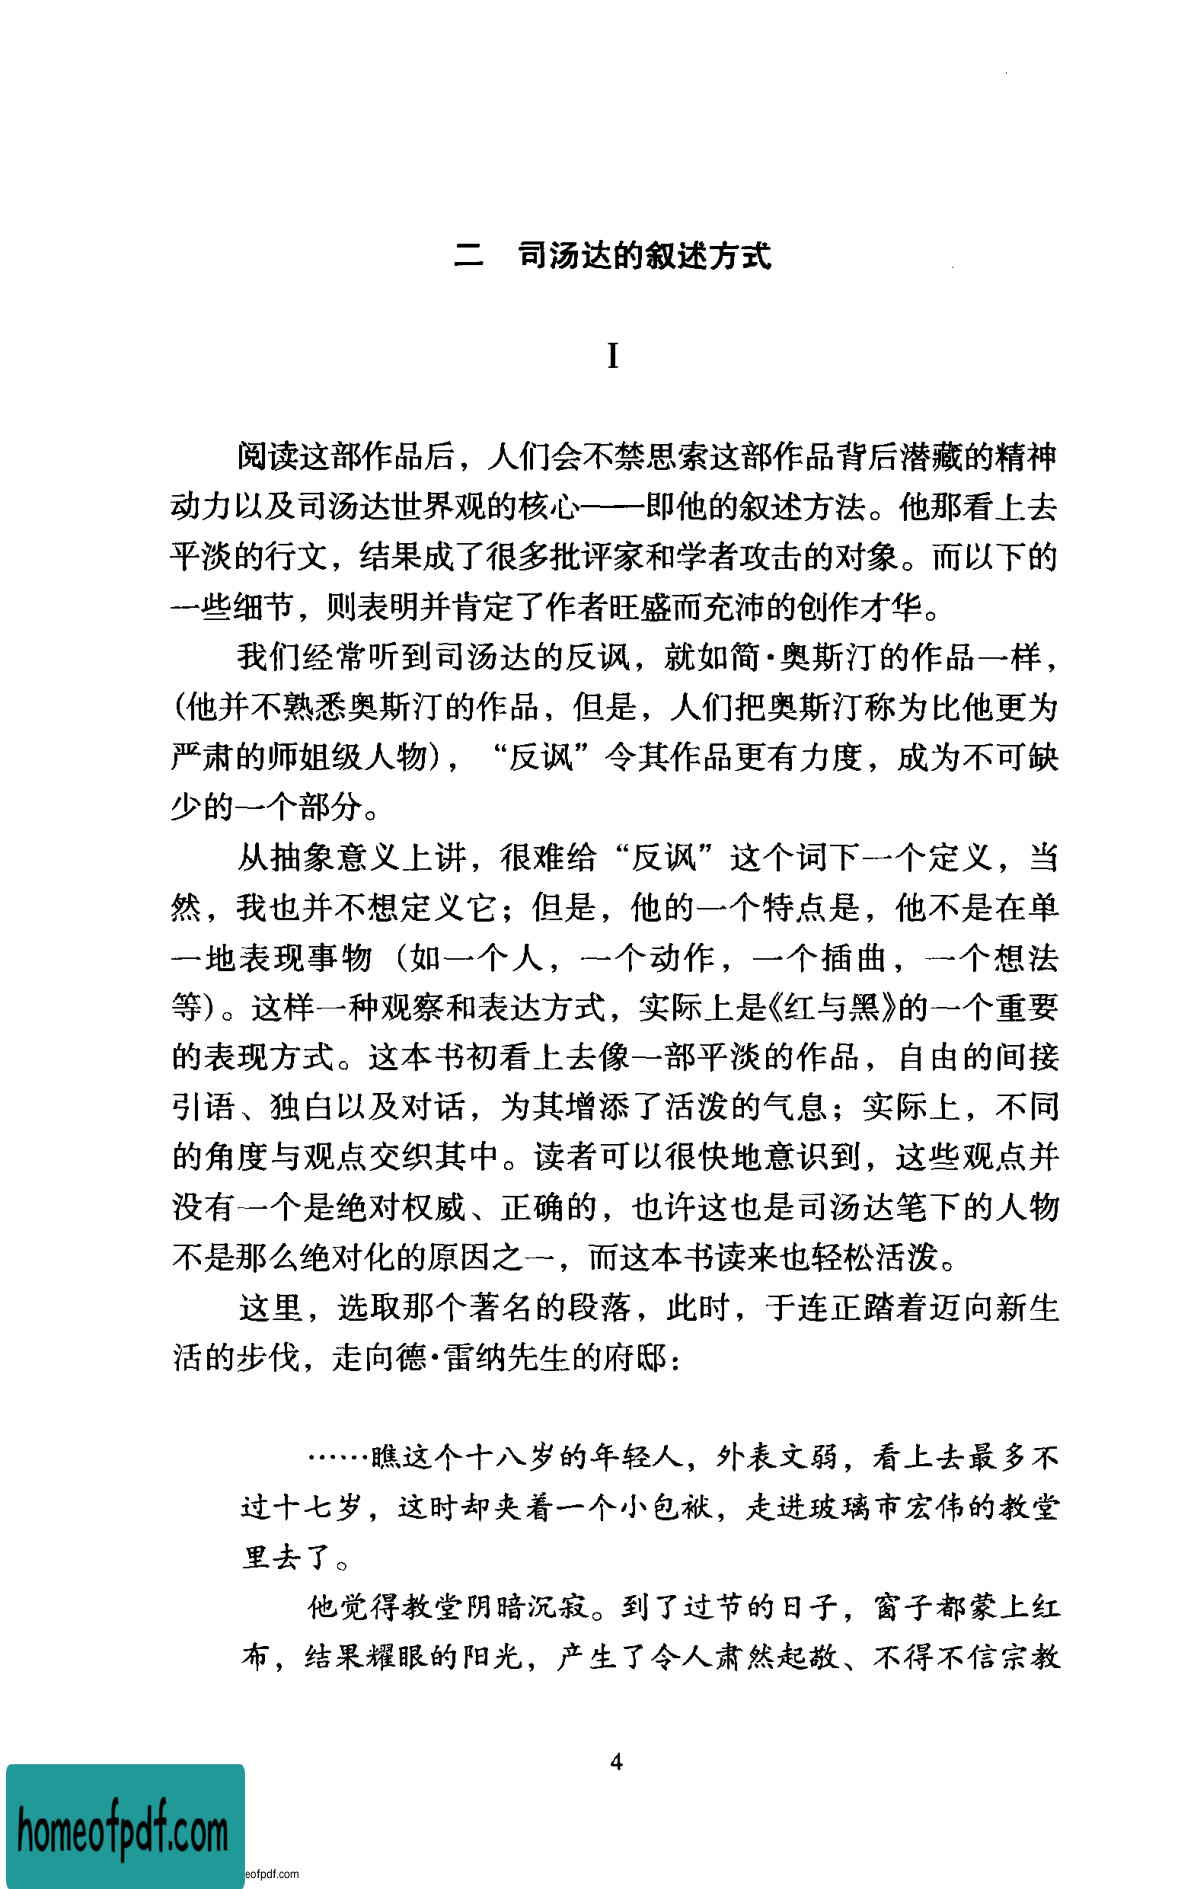 二 司汤达的叙述方式
I
阅读这部作品后，人们会不禁思索这部作品背后潜藏的精神
动力以及司汤达世界观的核心——即他的叙述方法。他那看上去
平淡的行文，结果成了很多批评家和学者攻击的对象。而以下的
一些细节，则表明并肯定了作者旺盛而充沛的创作才华。
我们经常听到司汤达的反讽，就如简·奥斯汀的作品一样，
(他并不熟悉奥斯汀的作品，但是，人们把奥斯汀称为比他更为
严肃的师姐级人物)，“反讽”令其作品更有力度，成为不可缺
少的一个部分。
从抽象意义上讲，很难给“反讽”这个词下一个定义，当
然，我也并不想定义它；但是，他的一个特点是，他不是在单
一地表现事物（如一个人，一个动作，一个插曲，一个想法
等)。这样一种观察和表达方式，实际上是《红与黑》的一个重要
的表现方式。这本书初看上去像一部平淡的作品，自由的间接
引语、独白以及对话，为其增添了活泼的气息；实际上，不同
的角度与观点交织其中。读者可以很快地意识到，这些观点并
没有一个是绝对权威、正确的，也许这也是司汤达笔下的人物
不是那么绝对化的原因之一，而这本书读来也轻松活泼。
这里，选取那个著名的段落，此时，于连正踏着迈向新生
活的步伐，走向德·雷纳先生的府邸：
……瞧这个十八岁的年轻人，外表文弱，看上去最多不
过十七岁，这时却夹着一个小包袱，走进玻璃市宏伟的教堂
里去了。
他觉得教堂阴暗沉寂。到了过节的日子，窗子都蒙上红
布，结果耀眼的阳光，产生了令人肃然起敬、不得不信宗教
4
homeofpdf.com
eofpdf.com